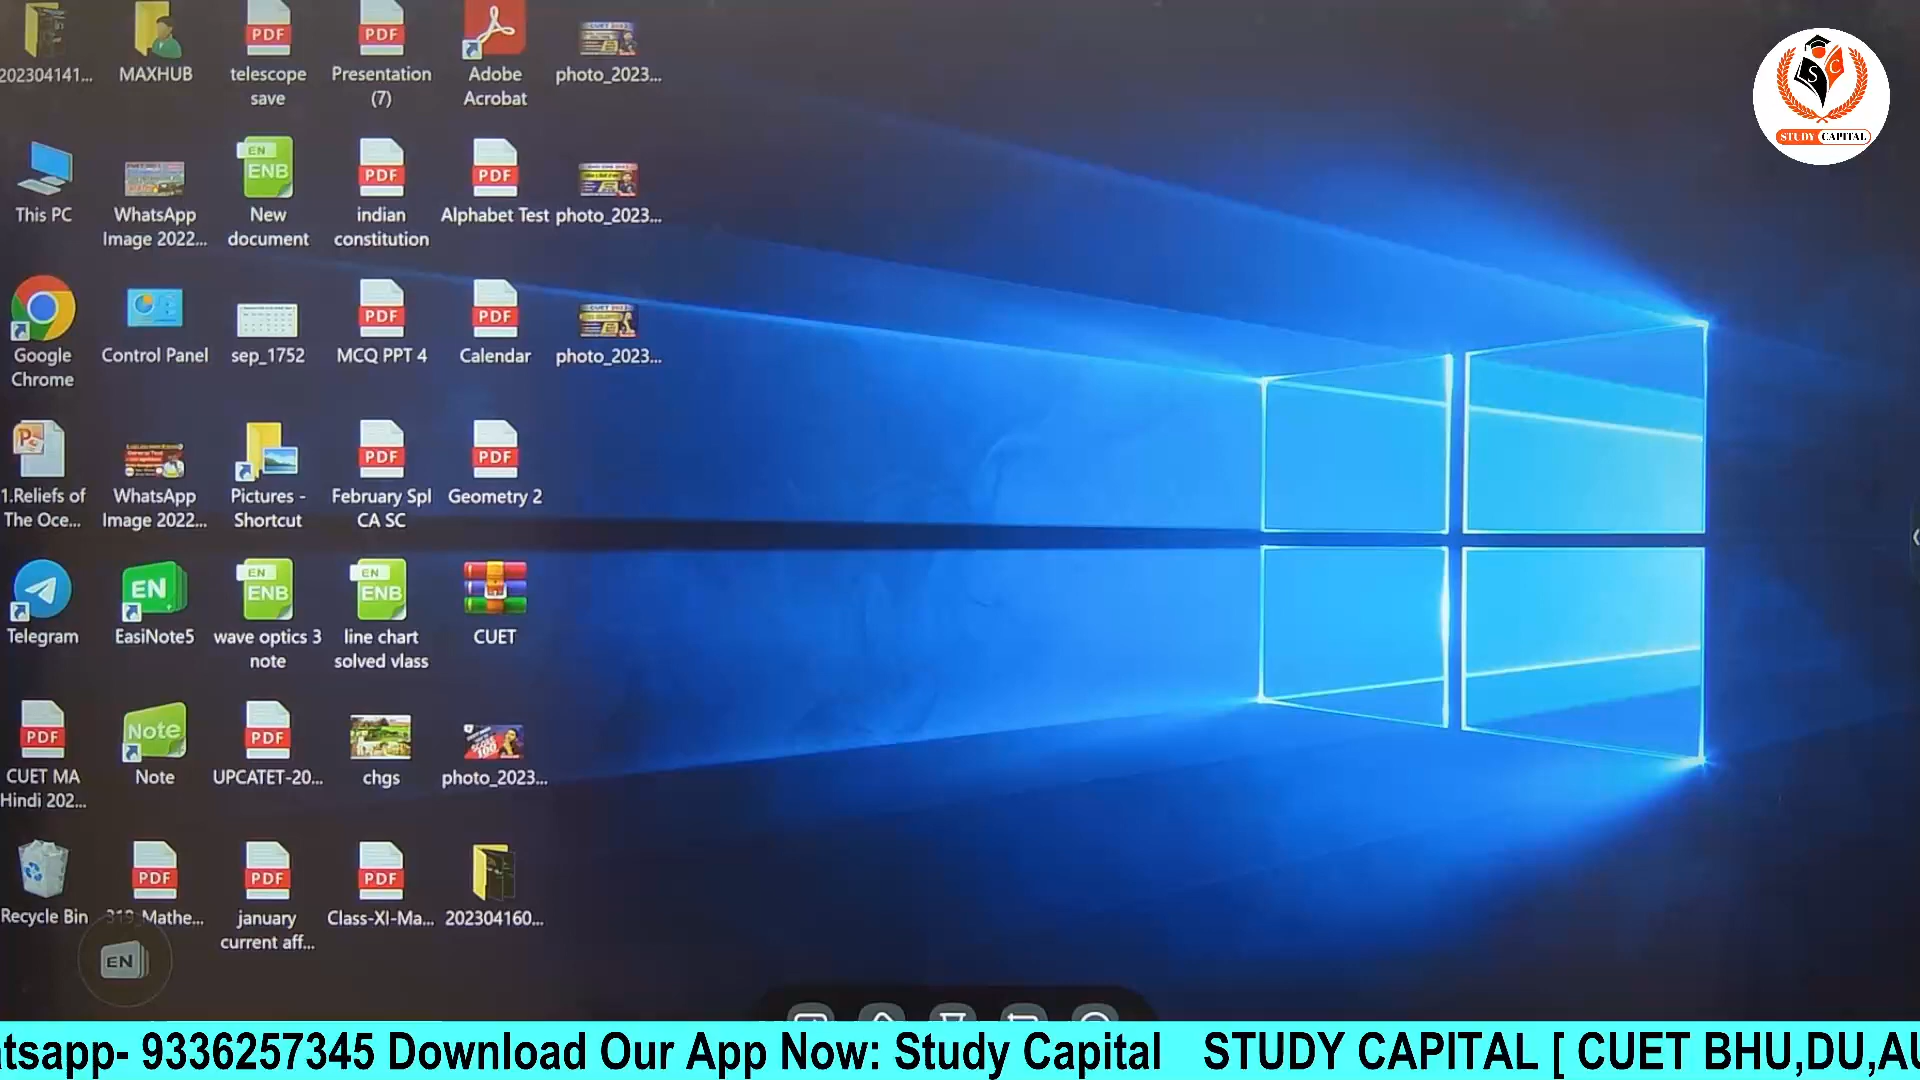 202304141...
MAXHUB
telescope
save
Presentation
(7)
Adobe
Acrobat
photo_2023...
This PC
WhatsApp
Image 2022...
New
document
indian
constitution
Alphabet Test
photo_2023...
Google
Chrome
Control Panel
sep_1752
MCQ PPT 4
Calendar
photo_2023...
1.Reliefs of
The Oce...
WhatsApp
Image 2022...
Pictures -
Shortcut
February Spl
CA SC
Geometry 2
Telegram
EasiNote5
wave optics 3
note
line chart
solved vlass
CUET
CUET MA
Hindi 202...
Note
UPCATET-20...
chgs
photo_2023...
Recycle Bin
319_Mathe...
january
current aff...
Class-XI-Ma...
202304160...
PDF
PDF
EN
ENB
PDF
PDF
PDF
PDF
PDF
PDF
EN
EN
ENB
EN
ENB
PDF
Note
PDF
PDF
PDF
PDF
EN
S C
STUDY CAPITAL
atsapp- 9336257345 Download Our App Now: Study Capital STUDY CAPITAL [ CUET BHU,DU,AU